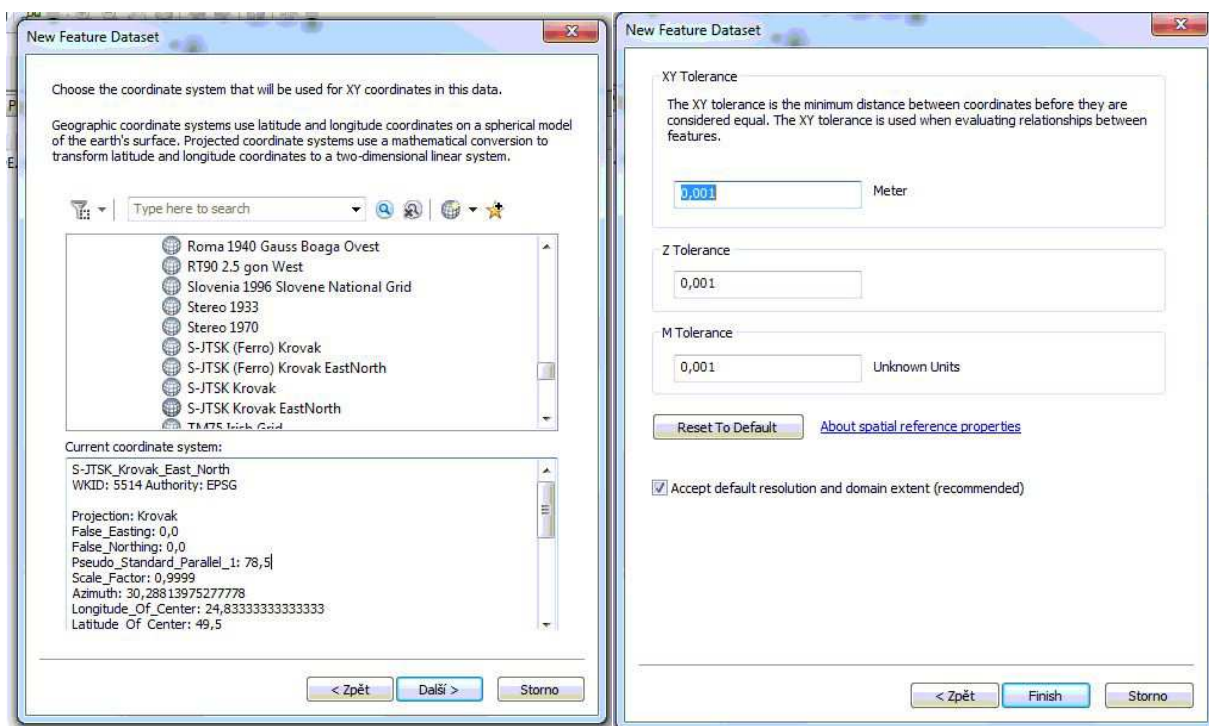 New Feature Dataset
Choose the coordinate system that will be used for XY coordinates in this data.
Geographic coordinate systems use latitude and longitude coordinates on a spherical model
of the earth's surface. Projected coordinate systems use a mathematical conversion to
transform latitude and longitude coordinates to a two-dimensional linear system.
Type here to search
Roma 1940 Gauss Boaga Ovest
RT90 2.5 gon West
Slovenia 1996 Slovene National Grid
Stereo 1933
Stereo 1970
S-JTSK (Ferro) Krovak
S-JTSK (Ferro) Krovak EastNorth
S-JTSK Krovak
S-JTSK Krovak EastNorth
TM75 Irish Grid
Current coordinate system:
S-JTSK_Krovak_East_North
WKID: 5514 Authority: EPSG
Projection: Krovak
False_Easting: 0,0
False_Northing: 0,0
Pseudo_Standard_Parallel_1: 78,5
Scale_Factor: 0,9999
Azimuth: 30,28813975277778
Longitude_Of_Center: 24,83333333333333
Latitude_Of_Center: 49,5
< Zpět
Další >
Storno
New Feature Dataset
XY Tolerance
The XY tolerance is the minimum distance between coordinates before they are
considered equal. The XY tolerance is used when evaluating relationships between
features.
0,001 Meter
Z Tolerance
0,001
M Tolerance
0,001 Unknown Units
Reset To Default About spatial reference properties
Accept default resolution and domain extent (recommended)
< Zpět
Finish
Storno